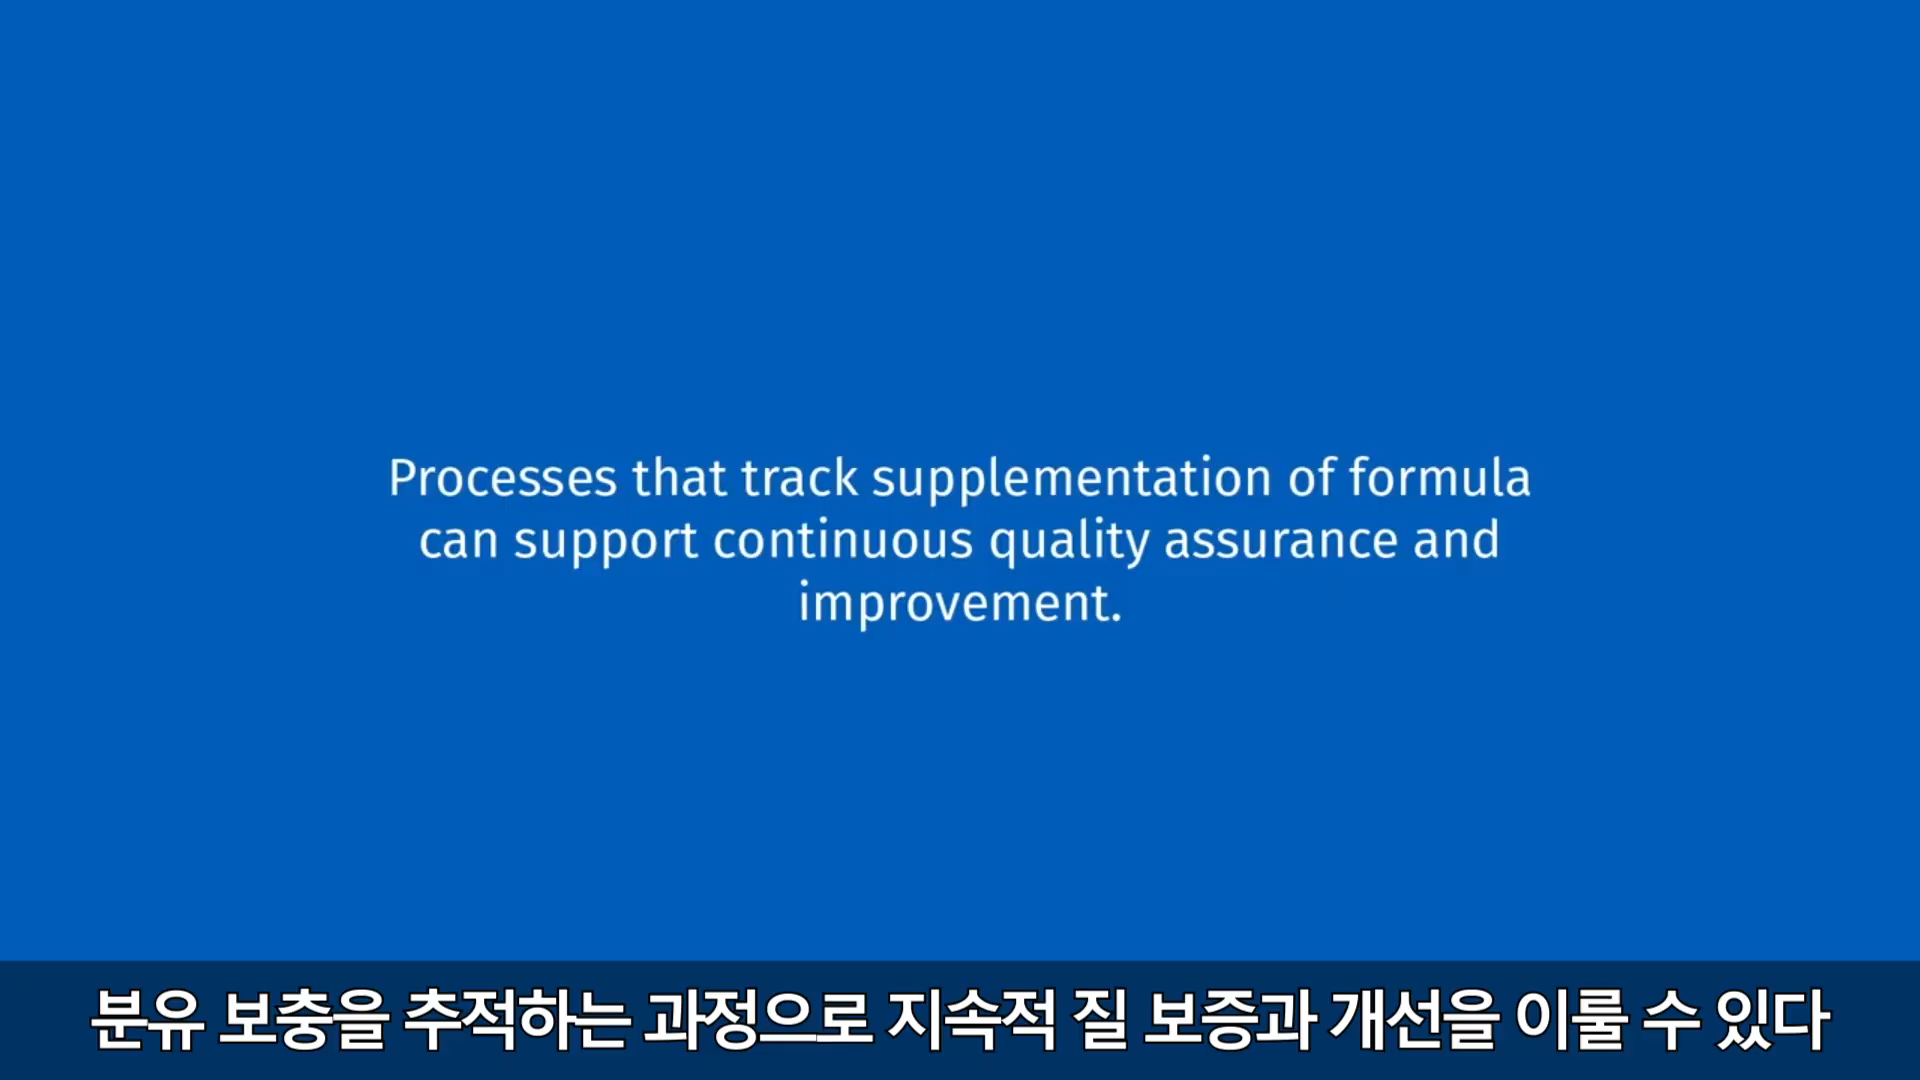 Processes that track supplementation of formula
can support continuous quality assurance and
improvement.
분유 보충을 추적하는 과정으로 지속적 질 보증과 개선을 이룰 수 있다